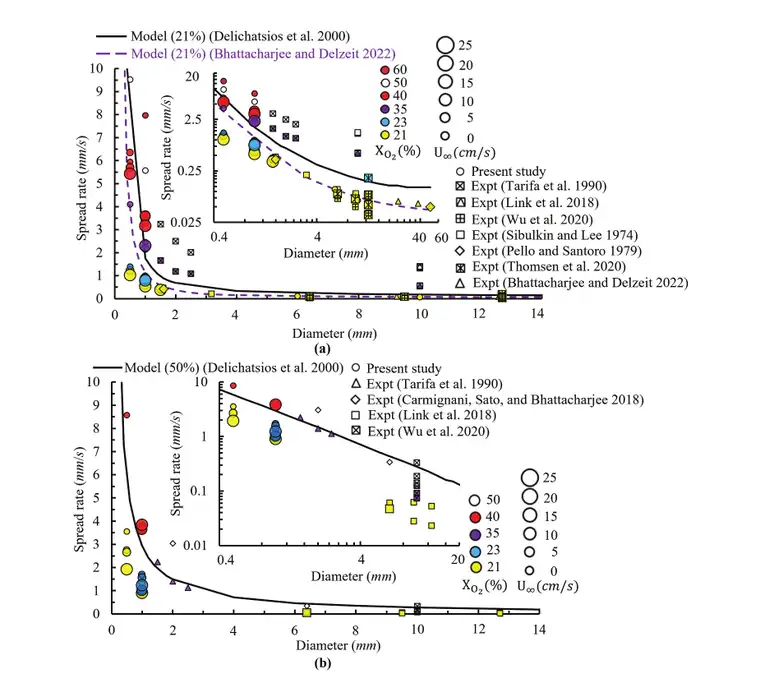 Model (21%) (Delichatsios et al. 2000)
Model (21%) (Bhattacharjee and Delzeit 2022)
25
20
15
10
5
0
U∞(cm/s)
60
50
40
35
23
21
XO₂(%)
Present study
Expt (Tarifa et al. 1990)
Expt (Link et al. 2018)
Expt (Wu et al. 2020)
Expt (Sibulkin and Lee 1974)
Expt (Pello and Santoro 1979)
Expt (Thomsen et al. 2020)
Expt (Bhattacharjee and Delzeit 2022)
Spread rate (mm/s)
10
9
8
7
6
5
4
3
2
1
0
0 2 4 6 8 10 12 14
Diameter (mm)
Spread rate (mm/s)
20
2.5
0.25
0.025
0.4 4 40 60
Diameter (mm)
(a)
Model (50%) (Delichatsios et al. 2000)
Present study
Expt (Tarifa et al. 1990)
Expt (Carmignani, Sato, and Bhattacharjee 2018)
Expt (Link et al. 2018)
Expt (Wu et al. 2020)
Spread rate (mm/s)
10
9
8
7
6
5
4
3
2
1
0
0 2 4 6 8 10 12 14
Diameter (mm)
Spread rate (mm/s)
10
1
0.1
0.01
0.4 4 20
Diameter (mm)
50
40
35
23
21
XO₂(%)
25
20
15
10
5
0
U∞(cm/s)
(b)